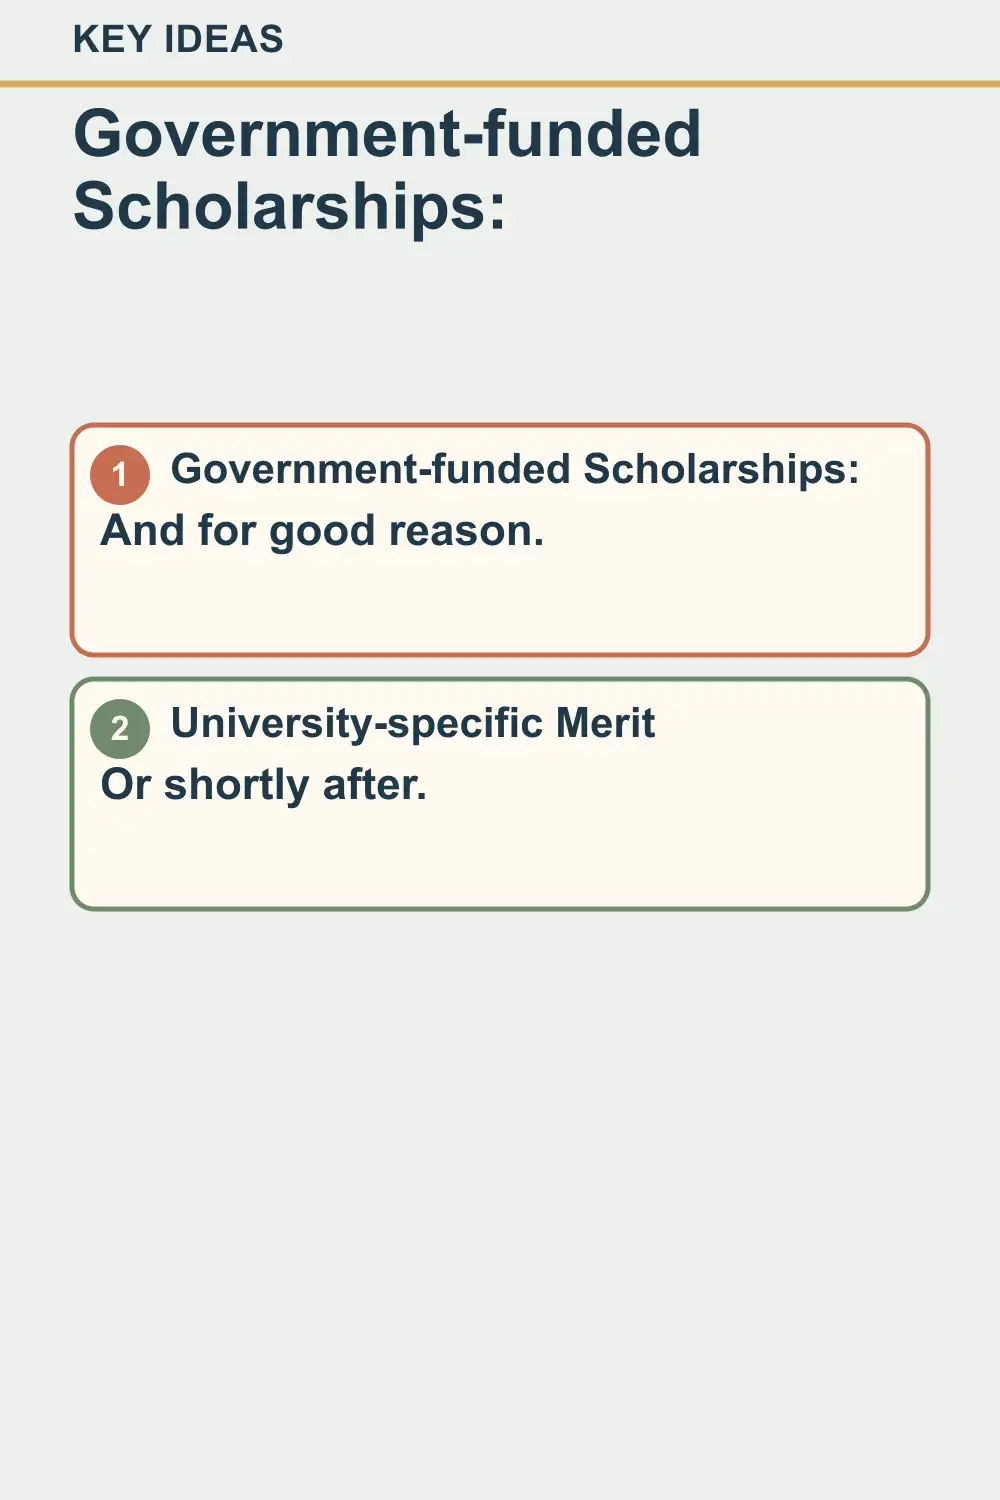 KEY IDEAS
Government-funded
Scholarships:
1 Government-funded Scholarships:
And for good reason.
2 University-specific Merit
Or shortly after.